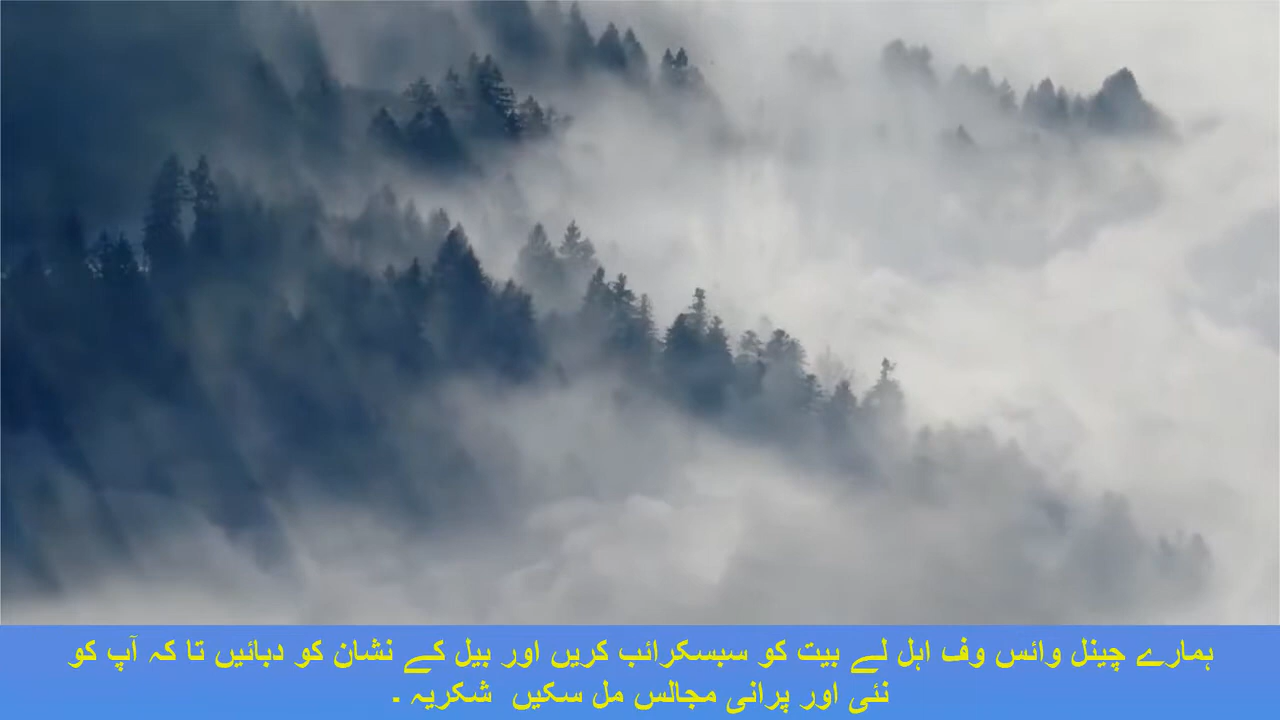 ہمارے چینل وائس وف اہل لے بیت کو سبسکرائب کریں اور بیل کے نشان کو دبائیں تا کہ آپ کو
نئی اور پرانی مجالس مل سکیں  شکریہ ۔